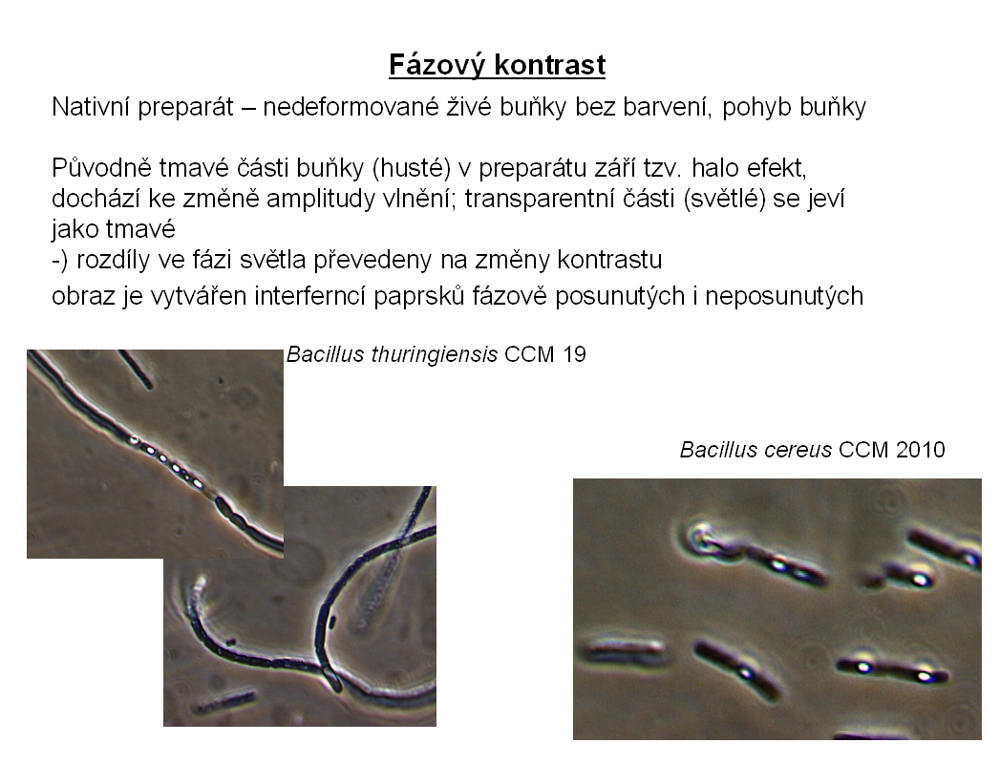 Fázový kontrast
Nativní preparát – nedeformované živé buňky bez barvení, pohyb buňky
Původně tmavé části buňky (husté) v preparátu září tzv. halo efekt,
dochází ke změně amplitudy vlnění; transparentní části (světlé) se jeví
jako tmavé
-) rozdíly ve fázi světla převedeny na změny kontrastu
obraz je vytvářen interferncí paprsků fázově posunutých i neposunutých
Bacillus thuringiensis CCM 19
Bacillus cereus CCM 2010